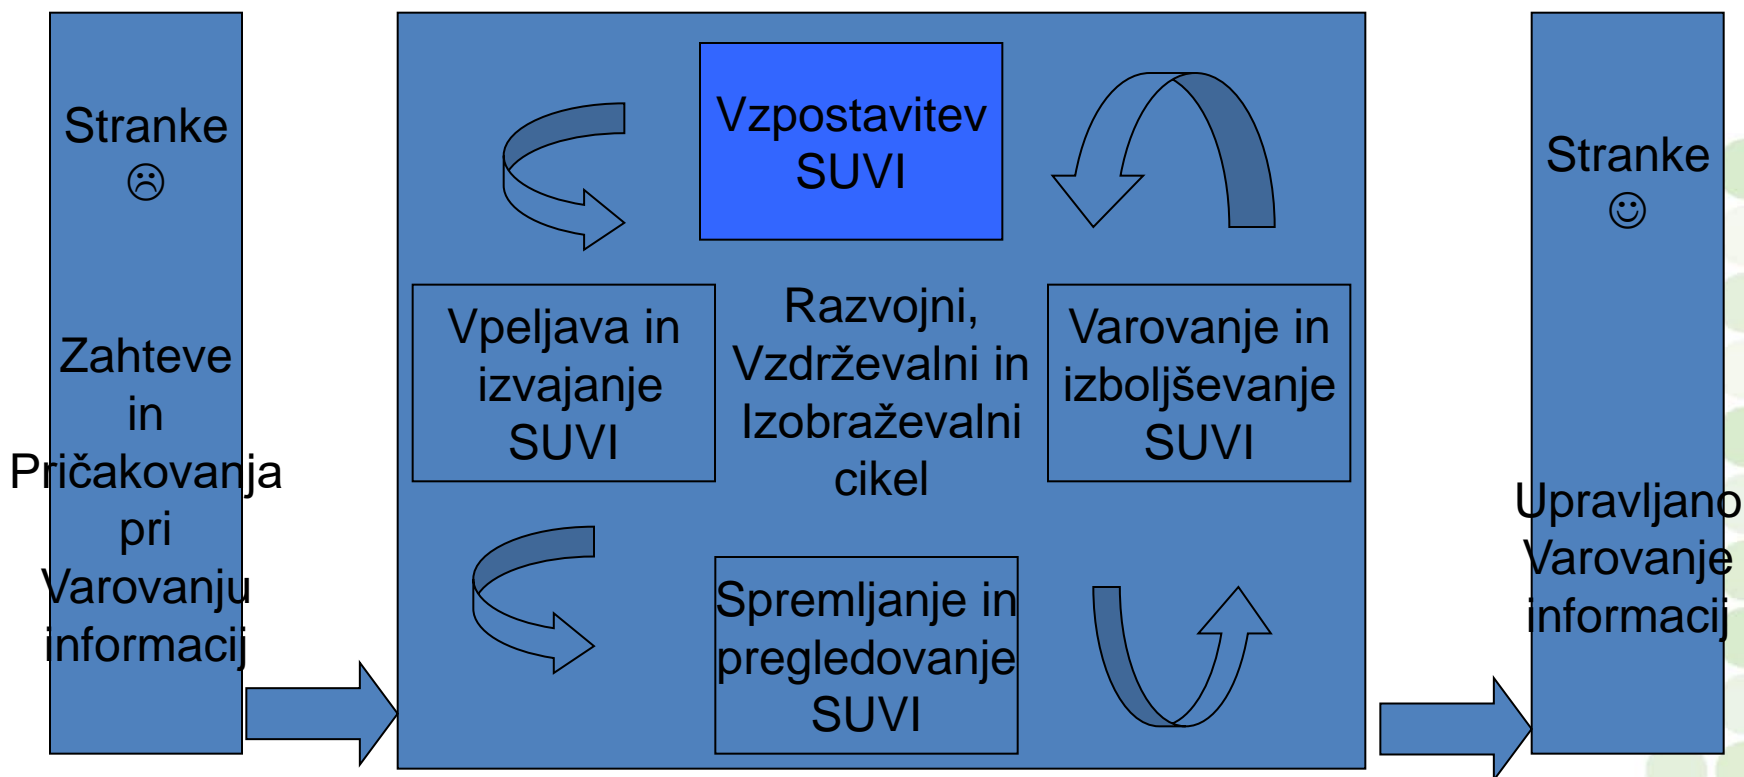 Stranke
☹
Zahteve
in
Pričakovanja
pri
Varovanju
informacij
Vzpostavitev
SUVI
Vpeljava in
izvajanje
SUVI
Razvojni,
Vzdrževalni in
Izobraževalni
cikel
Varovanje in
izboljševanje
SUVI
Spremljanje in
pregledovanje
SUVI
Stranke
☺
Upravljano
Varovanje
informacij